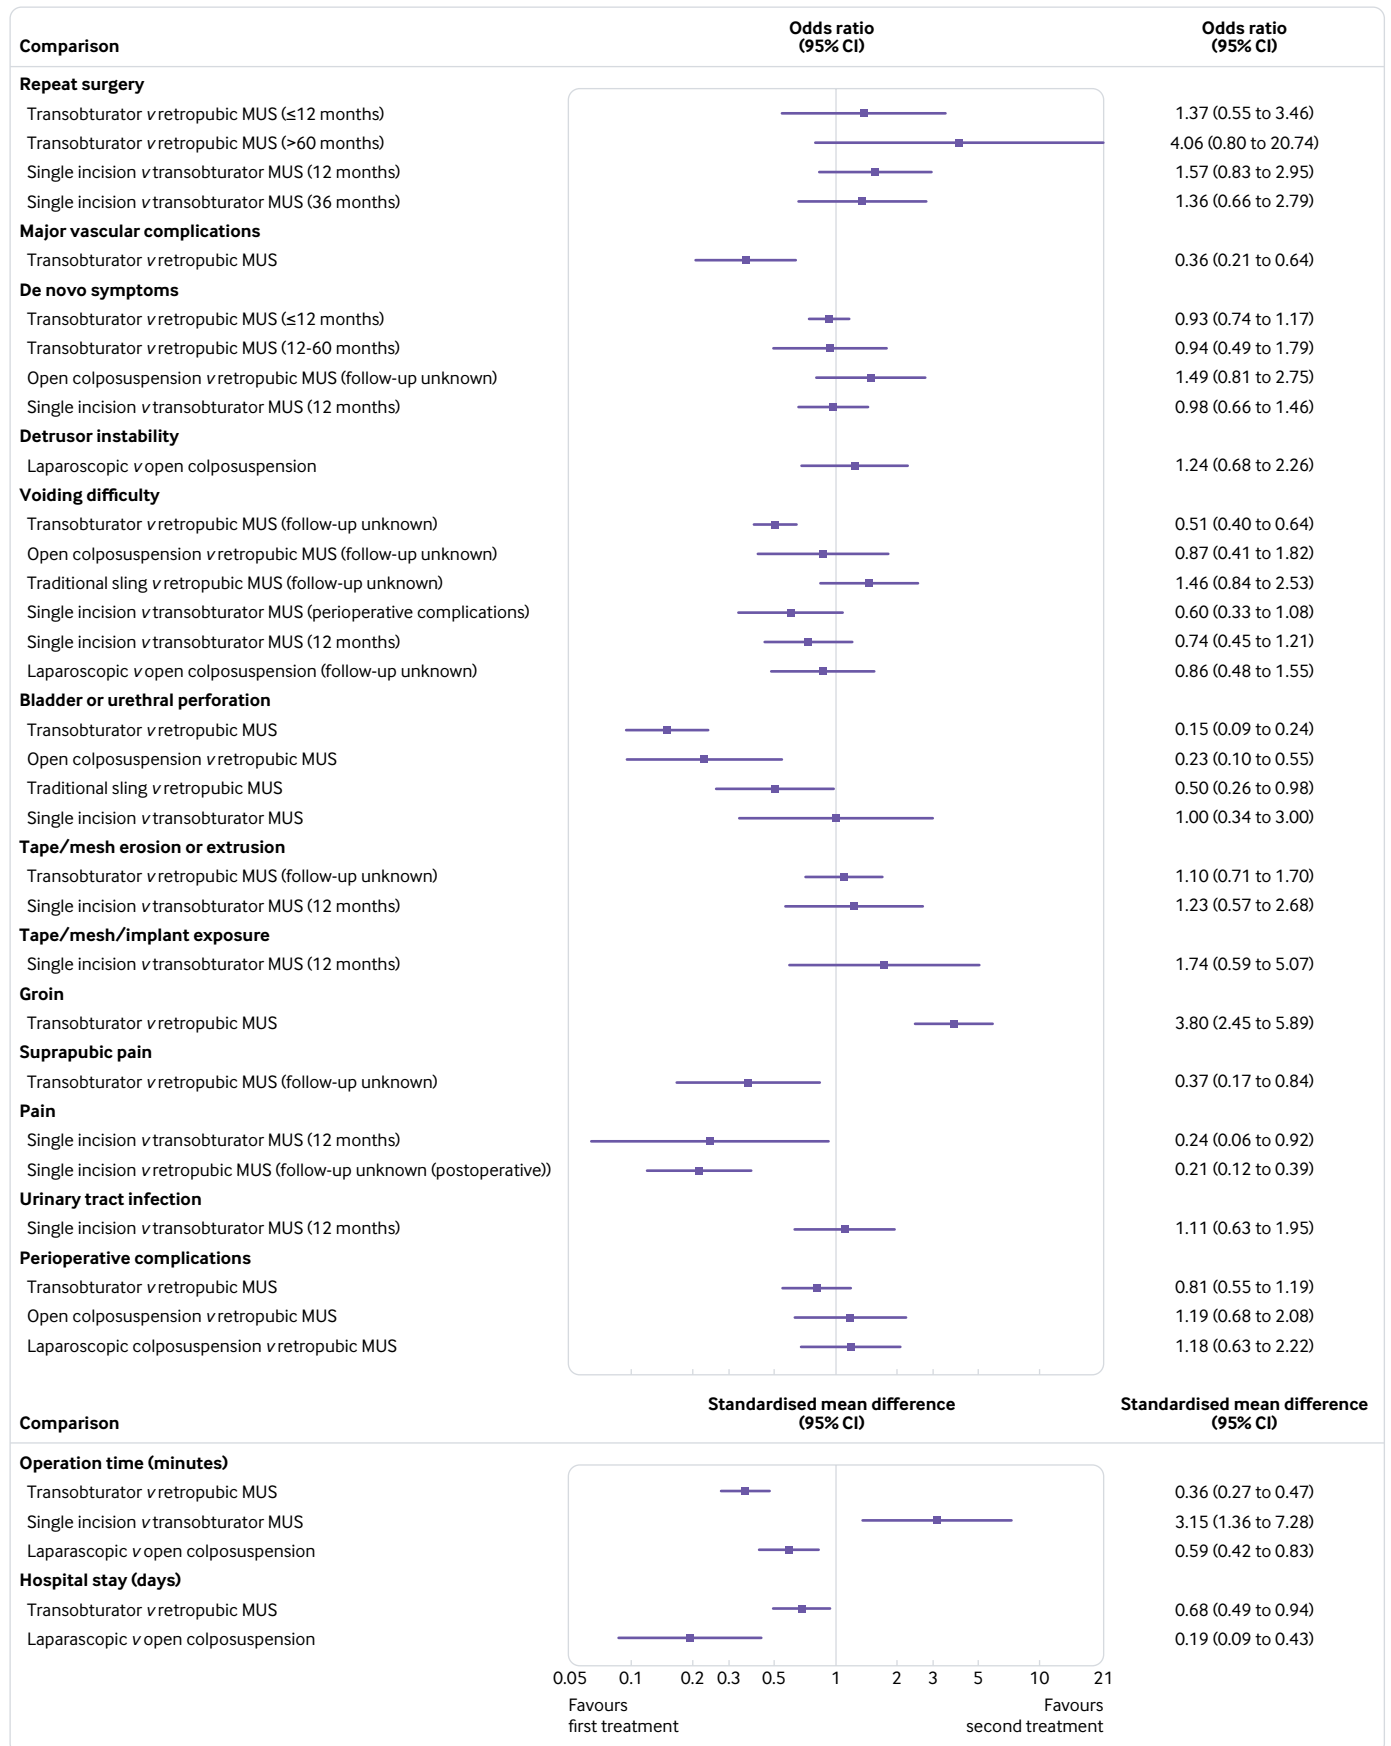 Comparison
Odds ratio
(95% CI)
Odds ratio
(95% CI)
Repeat surgery
Transobturator v retropubic MUS (≤12 months) 1.37 (0.55 to 3.46)
Transobturator v retropubic MUS (>60 months) 4.06 (0.80 to 20.74)
Single incision v transobturator MUS (12 months) 1.57 (0.83 to 2.95)
Single incision v transobturator MUS (36 months) 1.36 (0.66 to 2.79)
Major vascular complications
Transobturator v retropubic MUS 0.36 (0.21 to 0.64)
De novo symptoms
Transobturator v retropubic MUS (≤12 months) 0.93 (0.74 to 1.17)
Transobturator v retropubic MUS (12-60 months) 0.94 (0.49 to 1.79)
Open colposuspension v retropubic MUS (follow-up unknown) 1.49 (0.81 to 2.75)
Single incision v transobturator MUS (12 months) 0.98 (0.66 to 1.46)
Detrusor instability
Laparoscopic v open colposuspension 1.24 (0.68 to 2.26)
Voiding difficulty
Transobturator v retropubic MUS (follow-up unknown) 0.51 (0.40 to 0.64)
Open colposuspension v retropubic MUS (follow-up unknown) 0.87 (0.41 to 1.82)
Traditional sling v retropubic MUS (follow-up unknown) 1.46 (0.84 to 2.53)
Single incision v transobturator MUS (perioperative complications) 0.60 (0.33 to 1.08)
Single incision v transobturator MUS (12 months) 0.74 (0.45 to 1.21)
Laparoscopic v open colposuspension (follow-up unknown) 0.86 (0.48 to 1.55)
Bladder or urethral perforation
Transobturator v retropubic MUS 0.15 (0.09 to 0.24)
Open colposuspension v retropubic MUS 0.23 (0.10 to 0.55)
Traditional sling v retropubic MUS 0.50 (0.26 to 0.98)
Single incision v transobturator MUS 1.00 (0.34 to 3.00)
Tape/mesh erosion or extrusion
Transobturator v retropubic MUS (follow-up unknown) 1.10 (0.71 to 1.70)
Single incision v transobturator MUS (12 months) 1.23 (0.57 to 2.68)
Tape/mesh/implant exposure
Single incision v transobturator MUS (12 months) 1.74 (0.59 to 5.07)
Groin
Transobturator v retropubic MUS 3.80 (2.45 to 5.89)
Suprapubic pain
Transobturator v retropubic MUS (follow-up unknown) 0.37 (0.17 to 0.84)
Pain
Single incision v transobturator MUS (12 months) 0.24 (0.06 to 0.92)
Single incision v retropubic MUS (follow-up unknown (postoperative)) 0.21 (0.12 to 0.39)
Urinary tract infection
Single incision v transobturator MUS (12 months) 1.11 (0.63 to 1.95)
Perioperative complications
Transobturator v retropubic MUS 0.81 (0.55 to 1.19)
Open colposuspension v retropubic MUS 1.19 (0.68 to 2.08)
Laparoscopic colposuspension v retropubic MUS 1.18 (0.63 to 2.22)
Comparison
Standardised mean difference
(95% CI)
Standardised mean difference
(95% CI)
Operation time (minutes)
Transobturator v retropubic MUS 0.36 (0.27 to 0.47)
Single incision v transobturator MUS 3.15 (1.36 to 7.28)
Laparascopic v open colposuspension 0.59 (0.42 to 0.83)
Hospital stay (days)
Transobturator v retropubic MUS 0.68 (0.49 to 0.94)
Laparascopic v open colposuspension 0.19 (0.09 to 0.43)
0.05 0.1 0.2 0.3 0.5 1 2 3 5 10 21
Favours
first treatment
Favours
second treatment